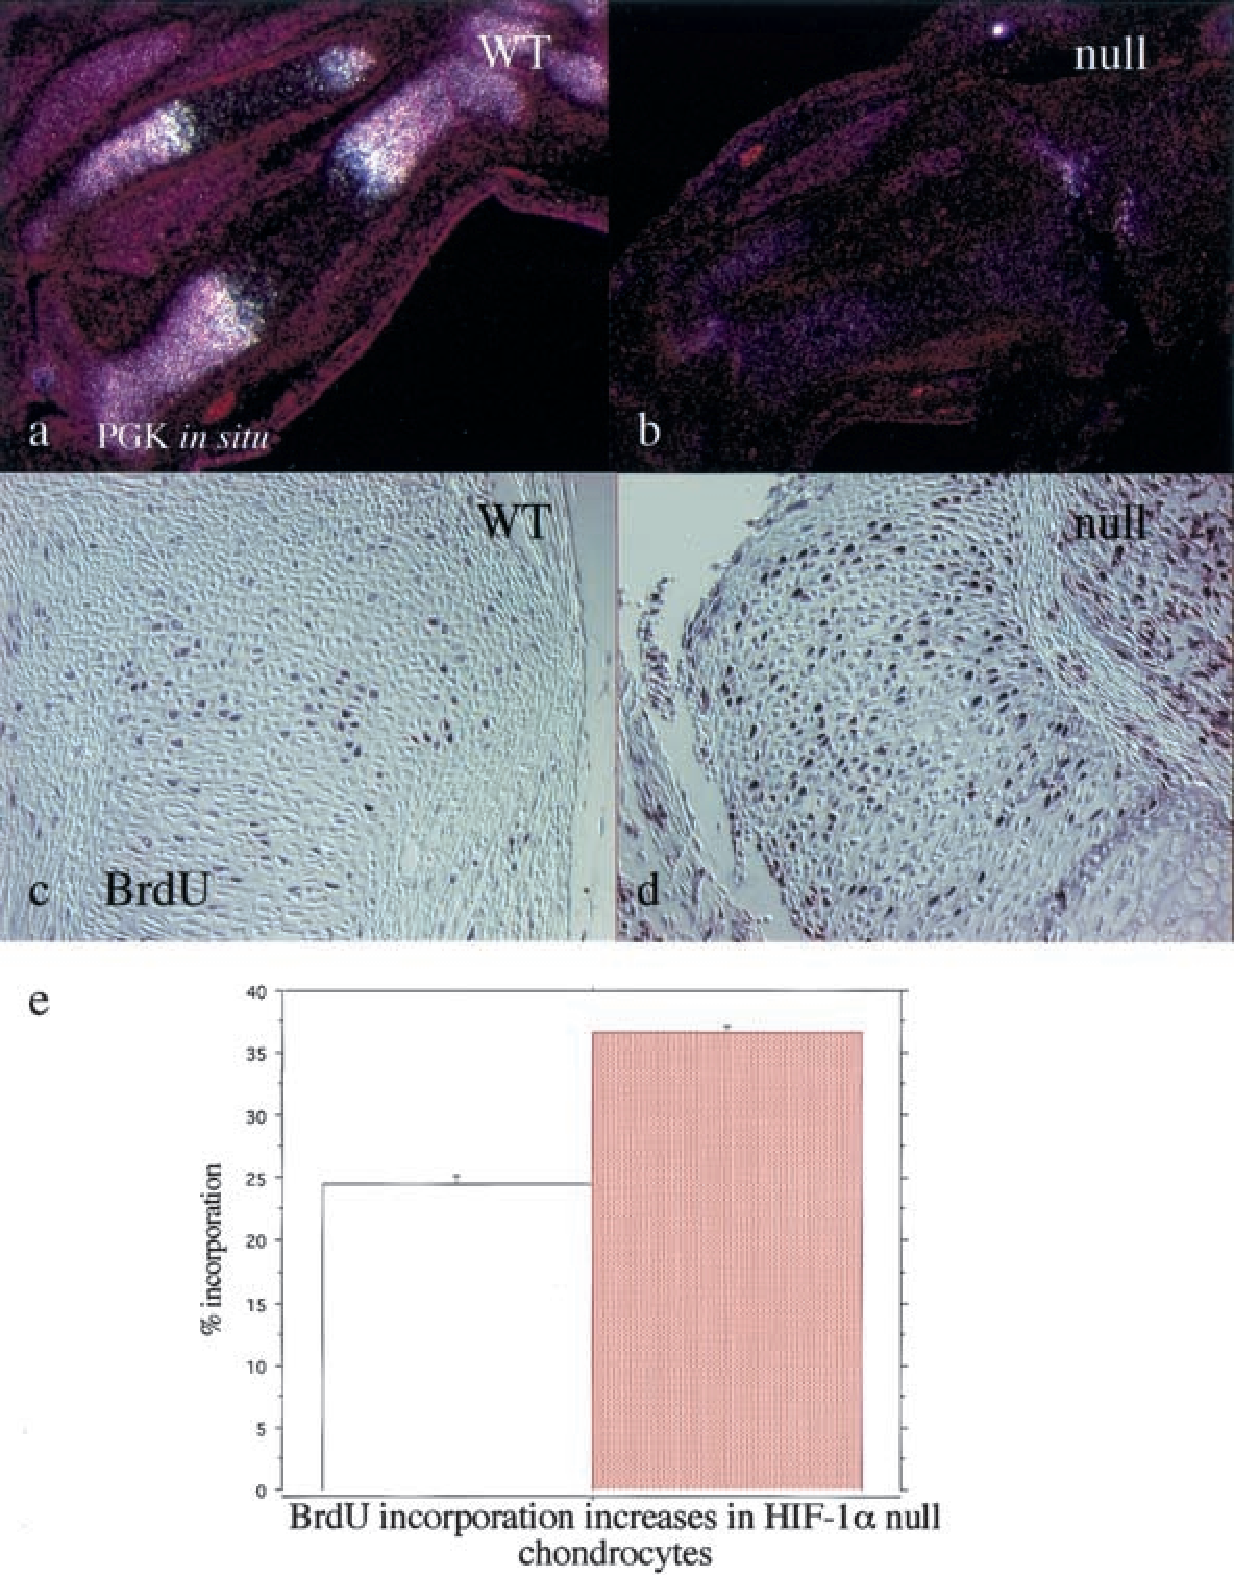 WT
null
a PGK in situ
b
WT
null
c BrdU
d
e
40
35
30
25
20
15
10
5
0
% incorporation
BrdU incorporation increases in HIF-1α null
chondrocytes